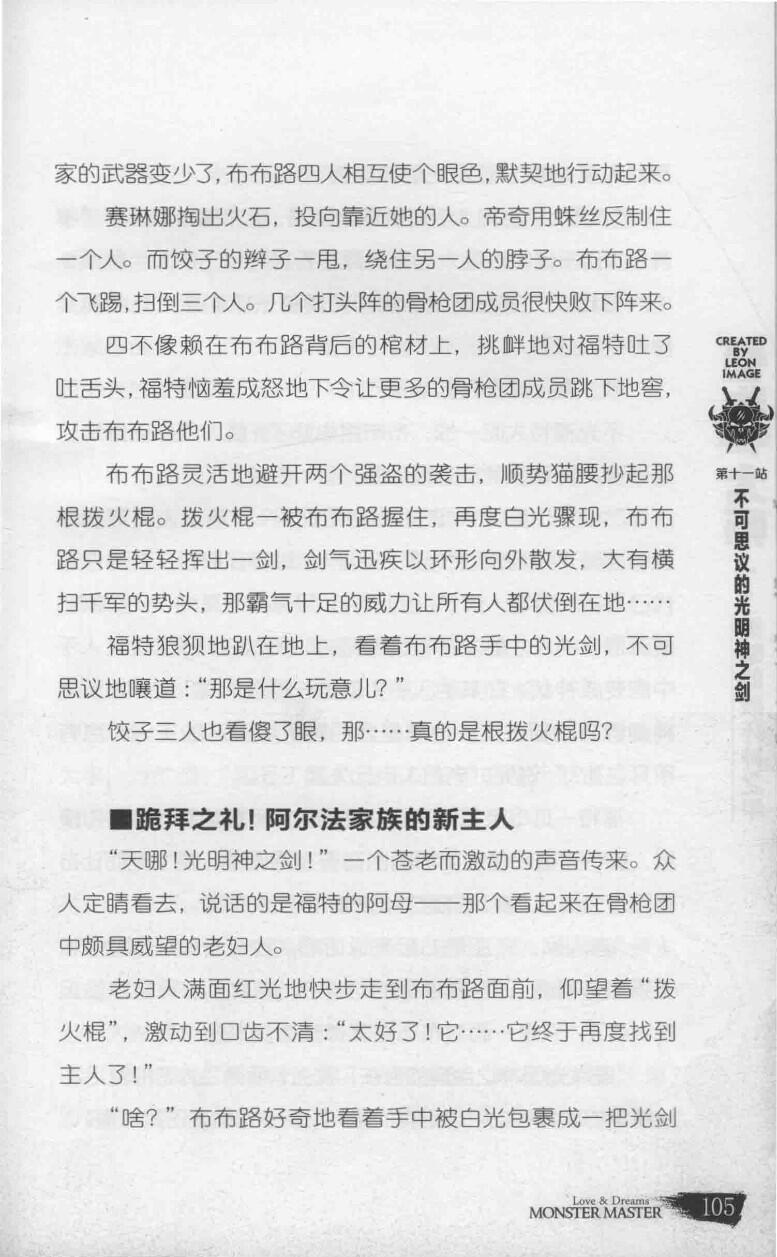 家的武器变少了,布布路四人相互使个眼色,默契地行动起来。
赛琳娜掏出火石，投向靠近她的人。帝奇用蛛丝反制住
一个人。而饺子的辫子一甩，绕住另一人的脖子。布布路一
个飞踢,扫倒三个人。几个打头阵的骨枪团成员很快败下阵来。
四不像赖在布布路背后的棺材上，挑衅地对福特吐了
吐舌头,福特恼羞成怒地下令让更多的骨枪团成员跳下地窖,
攻击布布路他们。
布布路灵活地避开两个强盗的袭击，顺势猫腰抄起那
根拨火棍。拨火棍一被布布路握住，再度白光骤现，布布
路只是轻轻挥出一剑，剑气迅疾以环形向外散发，大有横
扫千军的势头，那霸气十足的威力让所有人都伏倒在地……
福特狼狈地趴在地上，看着布布路手中的光剑，不可
思议地嚷道:“那是什么玩意儿？”
饺子三人也看傻了眼，那……真的是根拨火棍吗？
■跪拜之礼！阿尔法家族的新主人
“天哪！光明神之剑！”一个苍老而激动的声音传来。众
人定睛看去，说话的是福特的阿母——那个看起来在骨枪团
中颇具威望的老妇人。
老妇人满面红光地快步走到布布路面前，仰望着“拨
火棍”，激动到口齿不清:“太好了！它……它终于再度找到
主人了！”
“啥？”布布路好奇地看着手中被白光包裹成一把光剑
CREATED
BY
LEON
IMAGE
第十一站
不可思议的光明神之剑
Love & Dreams
MONSTER MASTER
105